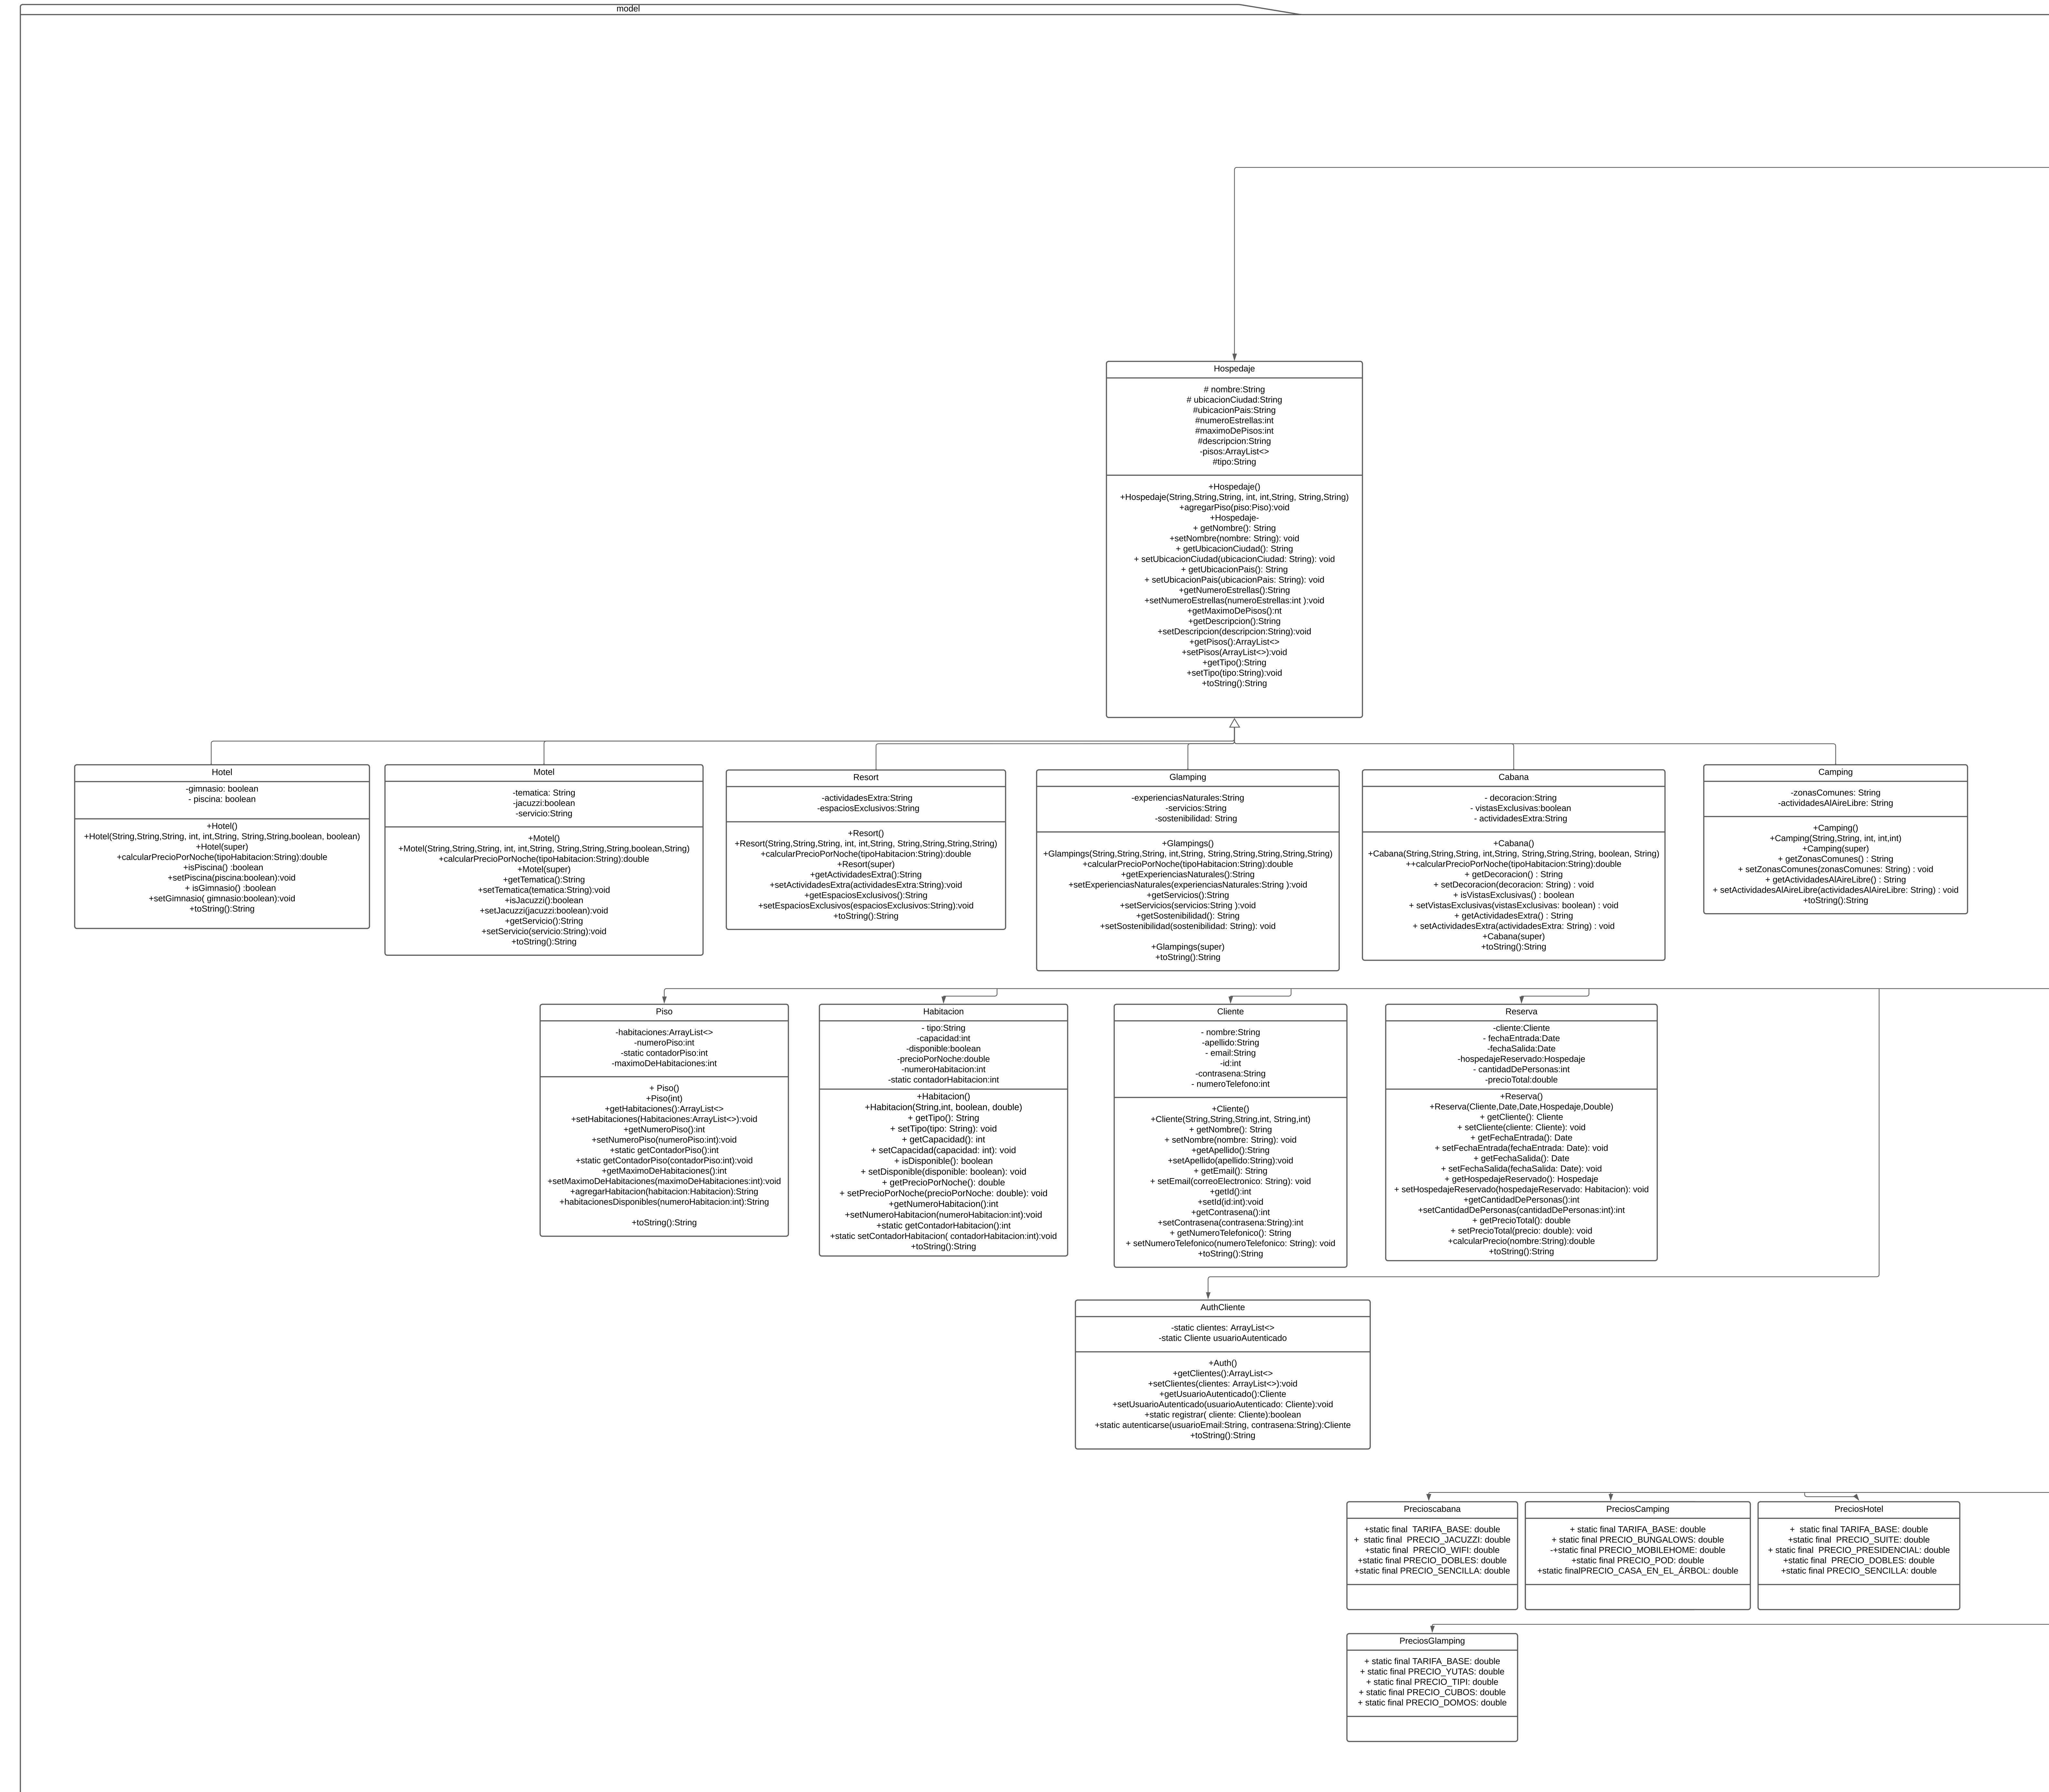 model
Hospedaje
# nombre:String
# ubicacionCiudad:String
#ubicacionPais:String
#numeroEstrellas:int
#maximoDePisos:int
#descripcion:String
-pisos:ArrayList<>
#tipo:String
+Hospedaje()
+Hospedaje(String,String,String, int, int,String, String,String)
+agregarPiso(piso:Piso):void
+Hospedaje-
+ getNombre(): String
+setNombre(nombre: String): void
+ getUbicacionCiudad(): String
+ setUbicacionCiudad(ubicacionCiudad: String): void
+ getUbicacionPais(): String
+ setUbicacionPais(ubicacionPais: String): void
+getNumeroEstrellas():String
+setNumeroEstrellas(numeroEstrellas:int ):void
+getMaximoDePisos():nt
+getDescripcion():String
+setDescripcion(descripcion:String):void
+getPisos():ArrayList<>
+setPisos(ArrayList<>):void
+getTipo():String
+setTipo(tipo:String):void
+toString():String
Hotel
-gimnasio: boolean
- piscina: boolean
+Hotel()
+Hotel(String,String,String, int, int,String, String,String,boolean, boolean)
+Hotel(super)
+calcularPrecioPorNoche(tipoHabitacion:String):double
+isPiscina() :boolean
+setPiscina(piscina:boolean):void
+ isGimnasio() :boolean
+setGimnasio( gimnasio:boolean):void
+toString():String
Motel
-tematica: String
-jacuzzi:boolean
-servicio:String
+Motel()
+Motel(String,String,String, int, int,String, String,String,String,boolean,String)
+calcularPrecioPorNoche(tipoHabitacion:String):double
+Motel(super)
+getTematica():String
+setTematica(tematica:String):void
+isJacuzzi():boolean
+setJacuzzi(jacuzzi:boolean):void
+getServicio():String
+setServicio(servicio:String):void
+toString():String
Resort
-actividadesExtra:String
-espaciosExclusivos:String
+Resort()
+Resort(String,String,String, int, int,String, String,String,String,String)
+calcularPrecioPorNoche(tipoHabitacion:String):double
+Resort(super)
+getActividadesExtra():String
+setActividadesExtra(actividadesExtra:String):void
+getEspaciosExclusivos():String
+setEspaciosExclusivos(espaciosExclusivos:String):void
+toString():String
Glamping
-experienciasNaturales:String
-servicios:String
-sostenibilidad: String
+Glampings()
+Glampings(String,String,String, int,String, String,String,String,String,String)
+calcularPrecioPorNoche(tipoHabitacion:String):double
+getExperienciasNaturales():String
+setExperienciasNaturales(experienciasNaturales:String ):void
+getServicios():String
+setServicios(servicios:String ):void
+getSostenibilidad(): String
+setSostenibilidad(sostenibilidad: String): void
+Glampings(super)
+toString():String
Cabana
- decoracion:String
- vistasExclusivas:boolean
- actividadesExtra:String
+Cabana()
+Cabana(String,String,String, int,String, String,String,String, boolean, String)
++calcularPrecioPorNoche(tipoHabitacion:String):double
+ getDecoracion() : String
+ setDecoracion(decoracion: String) : void
+ isVistasExclusivas() : boolean
+ setVistasExclusivas(vistasExclusivas: boolean) : void
+ getActividadesExtra() : String
+ setActividadesExtra(actividadesExtra: String) : void
+Cabana(super)
+toString():String
Camping
-zonasComunes: String
-actividadesAlAireLibre: String
+Camping()
+Camping(String,String, int, int,int)
+Camping(super)
+ getZonasComunes() : String
+ setZonasComunes(zonasComunes: String) : void
+ getActividadesAlAireLibre() : String
+ setActividadesAlAireLibre(actividadesAlAireLibre: String) : void
+toString():String
Piso
-habitaciones:ArrayList<>
-numeroPiso:int
-static contadorPiso:int
-maximoDeHabitaciones:int
+ Piso()
+Piso(int)
+getHabitaciones():ArrayList<>
+setHabitaciones(Habitaciones:ArrayList<>):void
+getNumeroPiso():int
+setNumeroPiso(numeroPiso:int):void
+static getContadorPiso():int
+static getContadorPiso(contadorPiso:int):void
+getMaximoDeHabitaciones():int
+setMaximoDeHabitaciones(maximoDeHabitaciones:int):void
+agregarHabitacion(habitacion:Habitacion):String
+habitacionesDisponibles(numeroHabitacion:int):String
+toString():String
Habitacion
- tipo:String
-capacidad:int
-disponible:boolean
-precioPorNoche:double
-numeroHabitacion:int
-static contadorHabitacion:int
+Habitacion()
+Habitacion(String,int, boolean, double)
+ getTipo(): String
+ setTipo(tipo: String): void
+ getCapacidad(): int
+ setCapacidad(capacidad: int): void
+ isDisponible(): boolean
+ setDisponible(disponible: boolean): void
+ getPrecioPorNoche(): double
+ setPrecioPorNoche(precioPorNoche: double): void
+getNumeroHabitacion():int
+setNumeroHabitacion(numeroHabitacion:int):void
+static getContadorHabitacion():int
+static setContadorHabitacion( contadorHabitacion:int):void
+toString():String
Cliente
- nombre:String
-apellido:String
- email:String
-id:int
-contrasena:String
- numeroTelefono:int
+Cliente()
+Cliente(String,String,String,int, String,int)
+ getNombre(): String
+ setNombre(nombre: String): void
+getApellido():String
+setApellido(apellido:String):void
+ getEmail(): String
+ setEmail(correoElectronico: String): void
+getId():int
+setId(id:int):void
+getContrasena():int
+setContrasena(contrasena:String):int
+ getNumeroTelefonico(): String
+ setNumeroTelefonico(numeroTelefonico: String): void
+toString():String
Reserva
-cliente:Cliente
- fechaEntrada:Date
-fechaSalida:Date
-hospedajeReservado:Hospedaje
- cantidadDePersonas:int
-precioTotal:double
+Reserva()
+Reserva(Cliente,Date,Date,Hospedaje,Double)
+ getCliente(): Cliente
+ setCliente(cliente: Cliente): void
+ getFechaEntrada(): Date
+ setFechaEntrada(fechaEntrada: Date): void
+ getFechaSalida(): Date
+ setFechaSalida(fechaSalida: Date): void
+ getHospedajeReservado(): Hospedaje
+ setHospedajeReservado(hospedajeReservado: Habitacion): void
+getCantidadDePersonas():int
+setCantidadDePersonas(cantidadDePersonas:int):int
+ getPrecioTotal(): double
+ setPrecioTotal(precio: double): void
+calcularPrecio(nombre:String):double
+toString():String
AuthCliente
-static clientes: ArrayList<>
-static Cliente usuarioAutenticado
+Auth()
+getClientes():ArrayList<>
+setClientes(clientes: ArrayList<>):void
+getUsuarioAutenticado():Cliente
+setUsuarioAutenticado(usuarioAutenticado: Cliente):void
+static registrar( cliente: Cliente):boolean
+static autenticarse(usuarioEmail:String, contrasena:String):Cliente
+toString():String
Precioscabana
+static final  TARIFA_BASE: double
+  static final  PRECIO_JACUZZI: double
+static final  PRECIO_WIFI: double
+static final PRECIO_DOBLES: double
+static final PRECIO_SENCILLA: double
PreciosCamping
+ static final TARIFA_BASE: double
+ static final PRECIO_BUNGALOWS: double
-+static final PRECIO_MOBILEHOME: double
+static final PRECIO_POD: double
+static finalPRECIO_CASA_EN_EL_ÁRBOL: double
PreciosHotel
+  static final TARIFA_BASE: double
+static final  PRECIO_SUITE: double
+ static final  PRECIO_PRESIDENCIAL: double
+static final  PRECIO_DOBLES: double
+static final PRECIO_SENCILLA: double
PreciosGlamping
+ static final TARIFA_BASE: double
+ static final PRECIO_YUTAS: double
+ static final PRECIO_TIPI: double
+ static final PRECIO_CUBOS: double
+ static final PRECIO_DOMOS: double